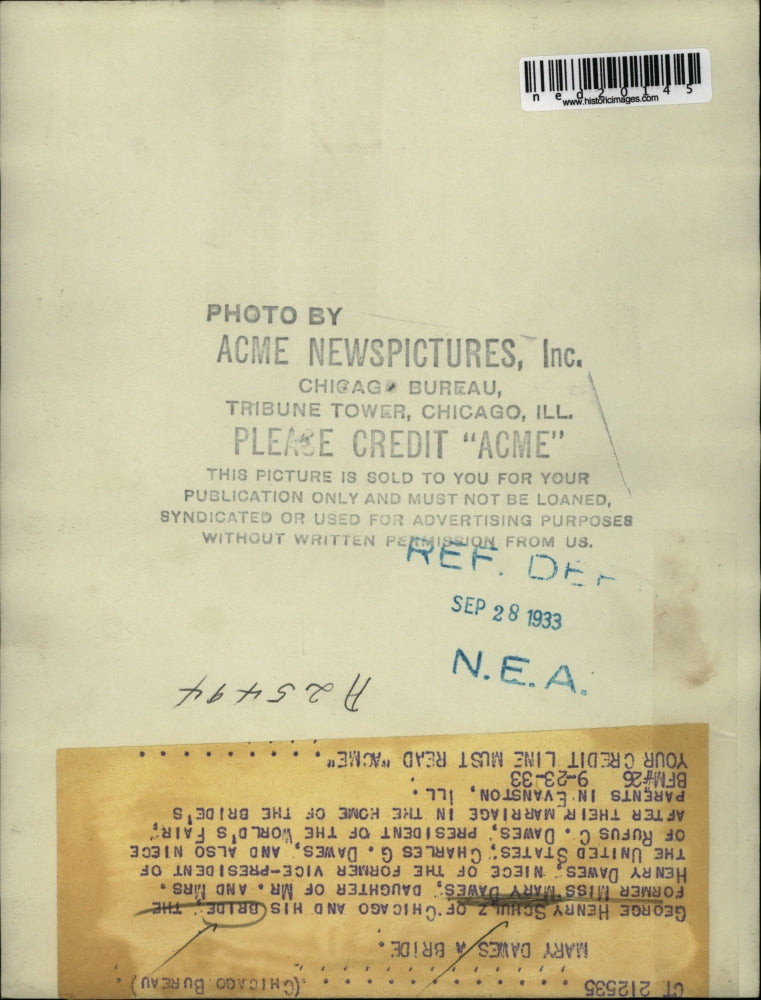 ned20145
www.historicimages.com
PHOTO BY
ACME NEWSPICTURES, Inc.
CHICAGO BUREAU,
TRIBUNE TOWER, CHICAGO, ILL.
PLEASE CREDIT "ACME"
THIS PICTURE IS SOLD TO YOU FOR YOUR
PUBLICATION ONLY AND MUST NOT BE LOANED,
SYNDICATED OR USED FOR ADVERTISING PURPOSES
WITHOUT WRITTEN PERMISSION FROM US.
REF. DEP
SEP 28 1933
N.E.A.
A25494
CT 212535 . . . . . . . . . . . . (CHICAGO BUREAU)
MARY DAWES A BRIDE.
GEORGE HENRY SCHULZ OF CHICAGO AND HIS BRIDE, THE
FORMER MISS MARY DAWES, DAUGHTER OF MR. AND MRS.
HENRY DAWES, NIECE OF THE FORMER VICE-PRESIDENT OF
THE UNITED STATES, CHARLES G. DAWES, AND ALSO NIECE
OF RUFUS C. DAWES, PRESIDENT OF THE WORLD'S FAIR,
AFTER THEIR MARRIAGE IN THE HOME OF THE BRIDE'S
PARENTS IN EVANSTON, ILL.
BFM#26 9-23-33
YOUR CREDIT LINE MUST READ "ACME" . . . . . . . . .